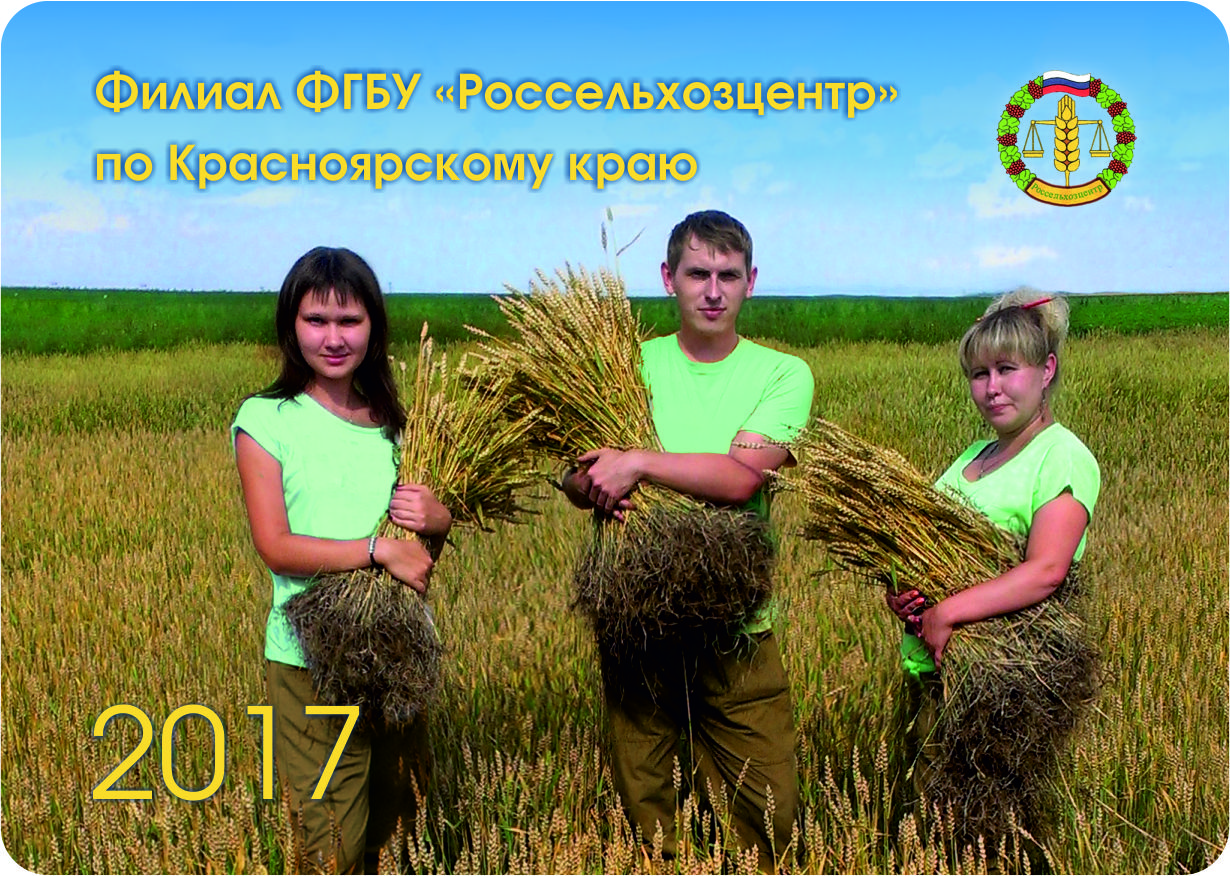 Филиал ФГБУ «Россельхозцентр»
по Красноярскому краю
Россельхозцентр
2017